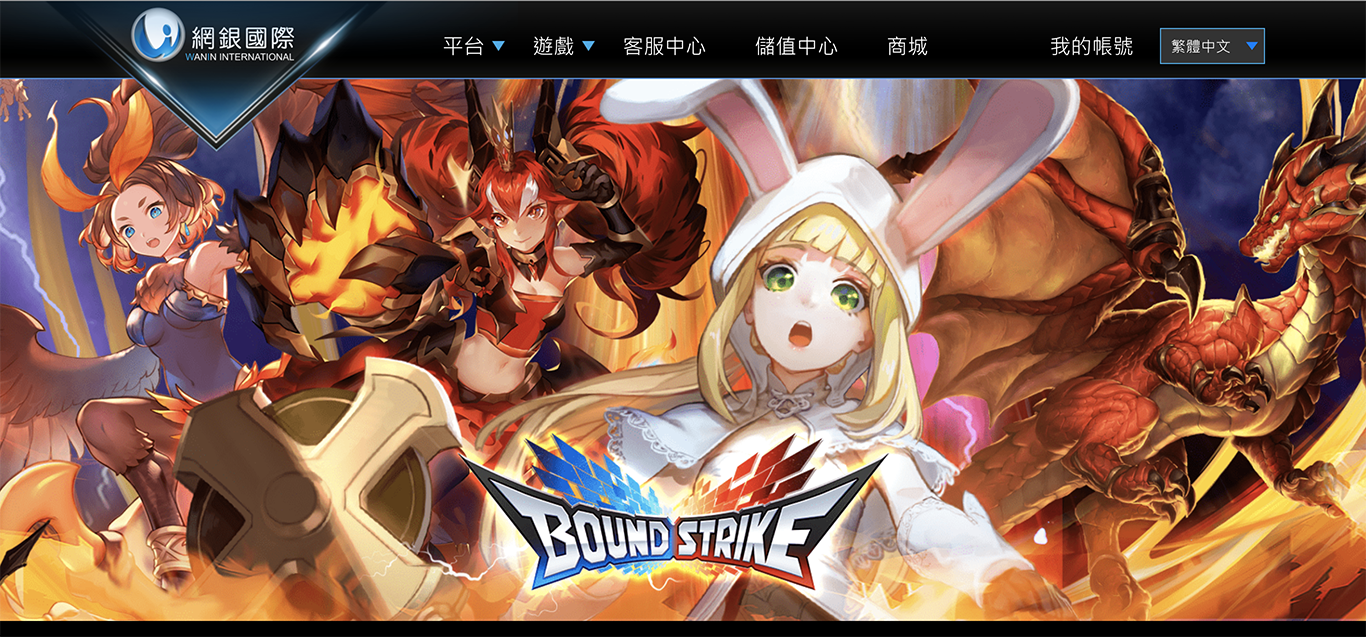 網銀國際
WANIN INTERNATIONAL
平台 遊戲 客服中心 儲值中心 商城 我的帳號 繁體中文
BOUND STRIKE